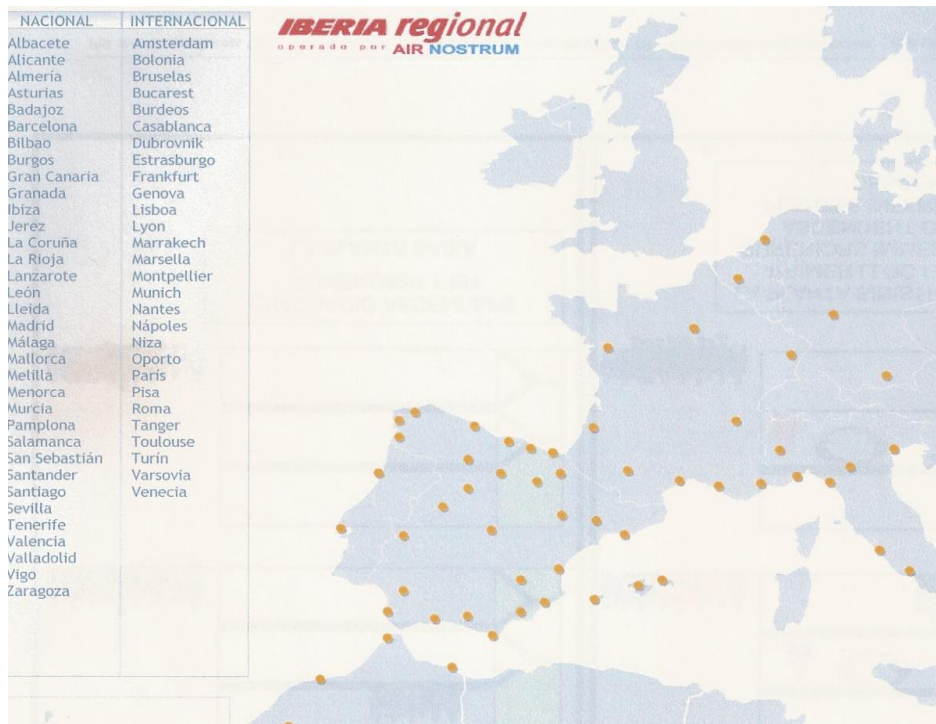 NACIONAL
Albacete
Alicante
Almería
Asturias
Badajoz
Barcelona
Bilbao
Burgos
Gran Canaria
Granada
Ibiza
Jerez
La Coruña
La Rioja
Lanzarote
León
Lleida
Madrid
Málaga
Mallorca
Melilla
Menorca
Murcia
Pamplona
Salamanca
San Sebastián
Santander
Santiago
Sevilla
Tenerife
Valencia
Valladolid
Vigo
Zaragoza
INTERNACIONAL
Amsterdam
Bolonia
Bruselas
Bucarest
Burdeos
Casablanca
Dubrovnik
Estrasburgo
Frankfurt
Genova
Lisboa
Lyon
Marrakech
Marsella
Montpellier
Munich
Nantes
Nápoles
Niza
Oporto
París
Pisa
Roma
Tanger
Toulouse
Turín
Varsovia
Venecia
IBERIA regional
operado por AIR NOSTRUM